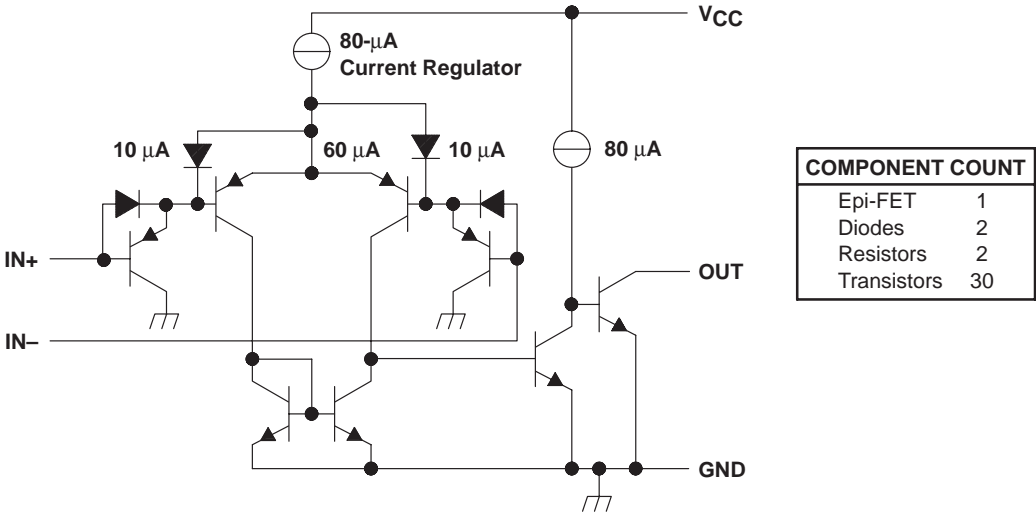 VCC
80-μA
Current Regulator
10 μA
60 μA
10 μA
80 μA
IN+
IN–
OUT
GND
COMPONENT COUNT
Epi-FET 1
Diodes 2
Resistors 2
Transistors 30